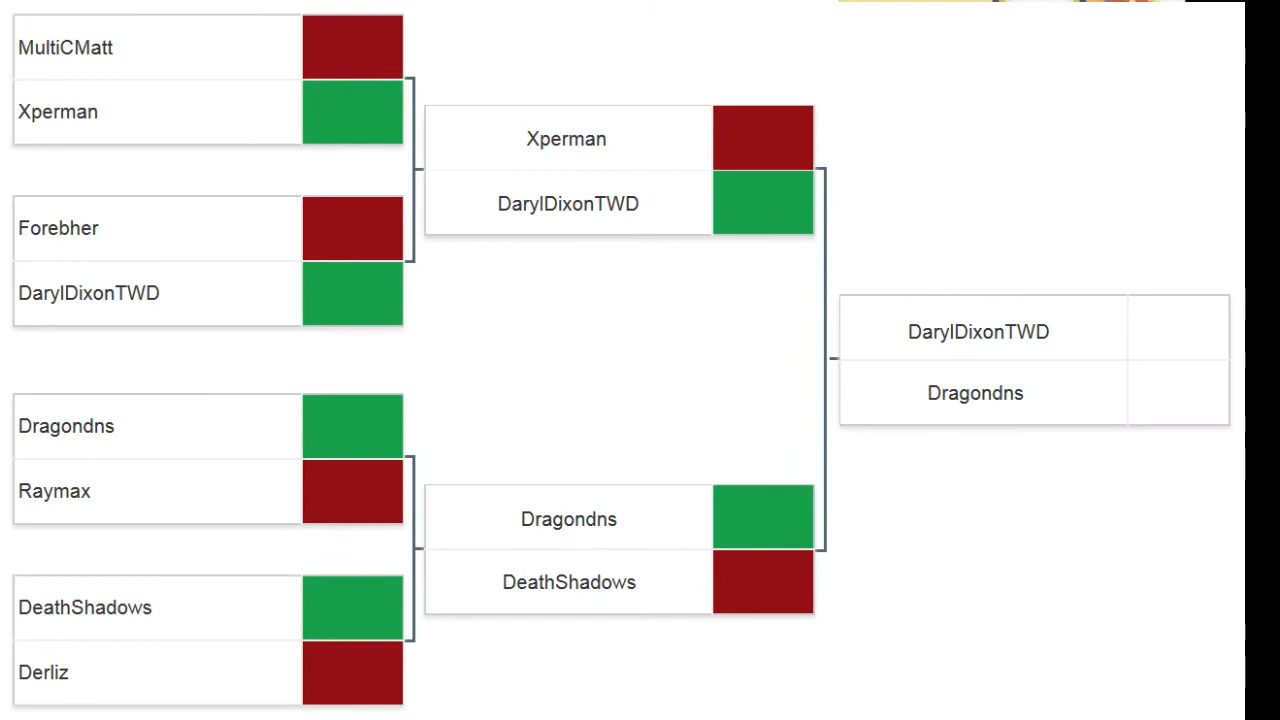 MultiCMatt
Xperman
Forebher
DarylDixonTWD
Dragondns
Raymax
DeathShadows
Derliz
Xperman
DarylDixonTWD
Dragondns
DeathShadows
DarylDixonTWD
Dragondns